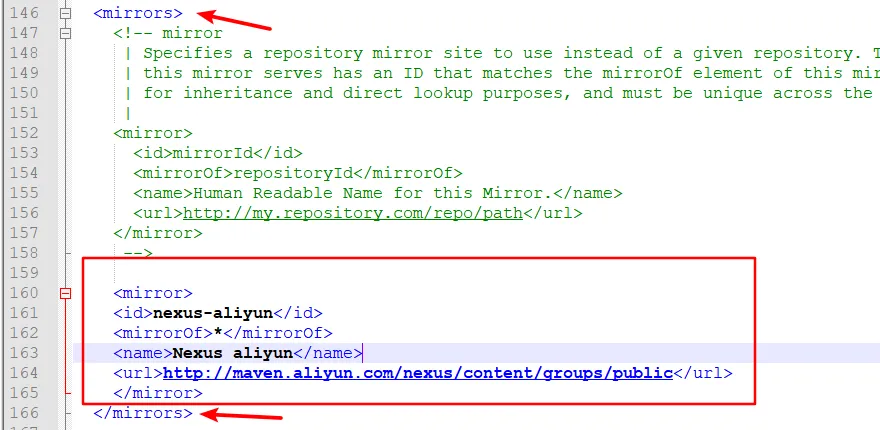 146 <mirrors>
147 <!-- mirror
148 | Specifies a repository mirror site to use instead of a given repository. T
149 | this mirror serves has an ID that matches the mirrorOf element of this mir
150 | for inheritance and direct lookup purposes, and must be unique across the
151 |
152 <mirror>
153 <id>mirrorId</id>
154 <mirrorOf>repositoryId</mirrorOf>
155 <name>Human Readable Name for this Mirror.</name>
156 <url>http://my.repository.com/repo/path</url>
157 </mirror>
158 -->
159
160 <mirror>
161 <id>nexus-aliyun</id>
162 <mirrorOf>*</mirrorOf>
163 <name>Nexus aliyun</name>
164 <url>http://maven.aliyun.com/nexus/content/groups/public</url>
165 </mirror>
166 </mirrors>